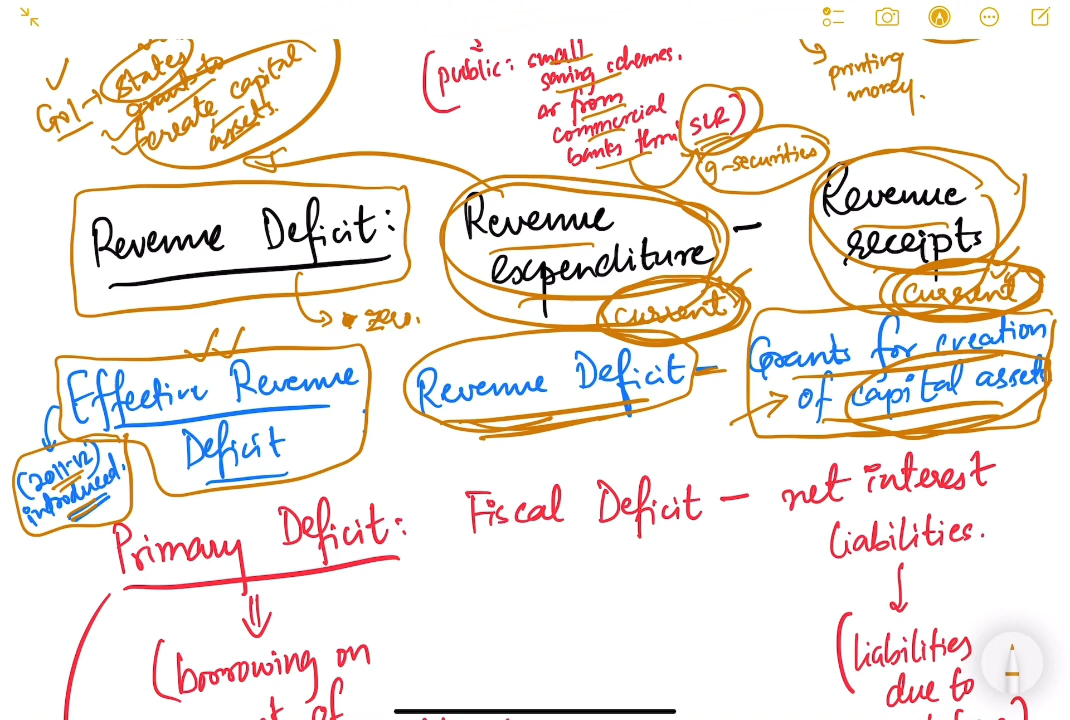 GoI → states
grants to
create capital
assets.
(public: small
saving schemes.
or from
commercial
banks thru' SLR)
g-securities
printing
money.
Revenue Deficit: Revenue expenditure - Revenue receipts
current current
→ zero.
Effective Revenue Deficit Revenue Deficit - Grants for creation of capital assets
(2011-12)
introduced.
Primary Deficit: Fiscal Deficit - net interest
liabilities.
(borrowing on
(liabilities
due to